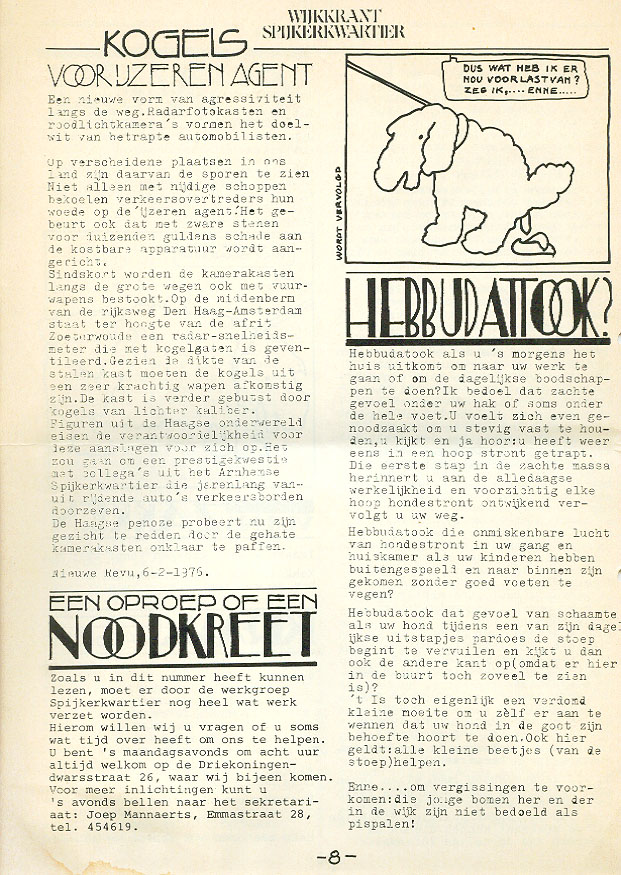 WIJKKRANT
SPIJKERKWARTIER
KOGELS
VOOR IJZEREN AGENT
Een nieuwe vorm van agressiviteit
langs de weg.Radarfotokasten en
roodlichtkamera's vormen het doel-
wit van betrapte automobilisten.
Op verscheidene plaatsen in ons
land zijn daarvan de sporen te zien
Niet alleen met nijdige schoppen
bekoelen verkeersovertreders hun
woede op de 'ijzeren agent'.Het ge-
beurt ook dat met zware stenen
voor duizenden guldens schade aan
de kostbare apparatuur wordt aan-
gericht.
Sindskort worden de kamerakasten
langs de grote wegen ook met vuur-
wapens bestookt.Op de middenberm
van de rijksweg Den Haag-Amsterdam
staat ter hoogte van de afrit
Zoeterwoude een radar-snelheids-
meter die met kogelgaten is geven-
tileerd.Gezien de dikte van de
stalen kast moeten de kogels uit
een zeer krachtig wapen afkomstig
zijn.De kast is verder gebutst door
kogels van lichter kaliber.
Figuren uit de Haagse onderwereld
eisen de verantwoordelijkheid voor
deze aanslagen voor zich op.Het
zou gaan om een prestigekwestie
met collega's uit het Arnhemse
Spijkerkwartier die jarenlang van-
uit rijdende auto's verkeersborden
doorzeven.
De Haagse penoze probeert nu zijn
gezicht te redden door de gehate
kamerakasten onklaar te paffen.
Nieuwe Revu,6-2-1976.
EEN OPROEP OF EEN
NOODKREET
Zoals u in dit nummer heeft kunnen
lezen, moet er door de werkgroep
Spijkerkwartier nog heel wat werk
verzet worden.
Hierom willen wij u vragen of u soms
wat tijd over heeft om ons te helpen.
U bent 's maandagsavonds om acht uur
altijd welkom op de Driekoningen-
dwarsstraat 26, waar wij bijeen komen.
Voor meer inlichtingen kunt u
's avonds bellen naar het sekretari-
aat: Joep Mannaerts, Emmastraat 28,
tel. 454619.
DUS WAT HEB IK ER
NOU VOOR LAST VAN?
ZEG IK,.... ENNE.....
WORDT VERVOLGD
HEBBUDATTOOK?
Hebbudatook als u 's morgens het
huis uitkomt om naar uw werk te
gaan of om de dagelijkse boodschap-
pen te doen?Ik bedoel dat zachte
gevoel onder uw hak of soms onder
de hele voet.U voelt zich even ge-
noodzaakt om u stevig vast te hou-
den,u kijkt en ja hoor:u heeft weer
eens in een hoop stront getrapt.
Die eerste stap in de zachte massa
herinnert u aan de alledaagse
werkelijkheid en voorzichtig elke
hoop hondestront ontwijkend ver-
volgt u uw weg.
Hebbudatook die onmiskenbare lucht
van hondestront in uw gang en
huiskamer als uw kinderen hebben
buitengespeeld en naar binnen zijn
gekomen zonder goed voeten te
vegen?
Hebbudatook dat gevoel van schaamte
als uw hond tijdens een van zijn dagel
ijkse uitstapjes pardoes de stoep
begint te vervuilen en kijkt u dan
ook de andere kant op(omdat er hier
in de buurt toch zoveel te zien
is)?
't Is toch eigenlijk een verdomd
kleine moeite om u zèlf er aan te
wennen dat uw hond in de goot zijn
behoefte hoort te doen.Ook hier
geldt:alle kleine beetjes (van de
stoep)helpen.
Enne....om vergissingen te voor-
komen:die jonge bomen her en der
in de wijk zijn niet bedoeld als
pispalen!
-8-